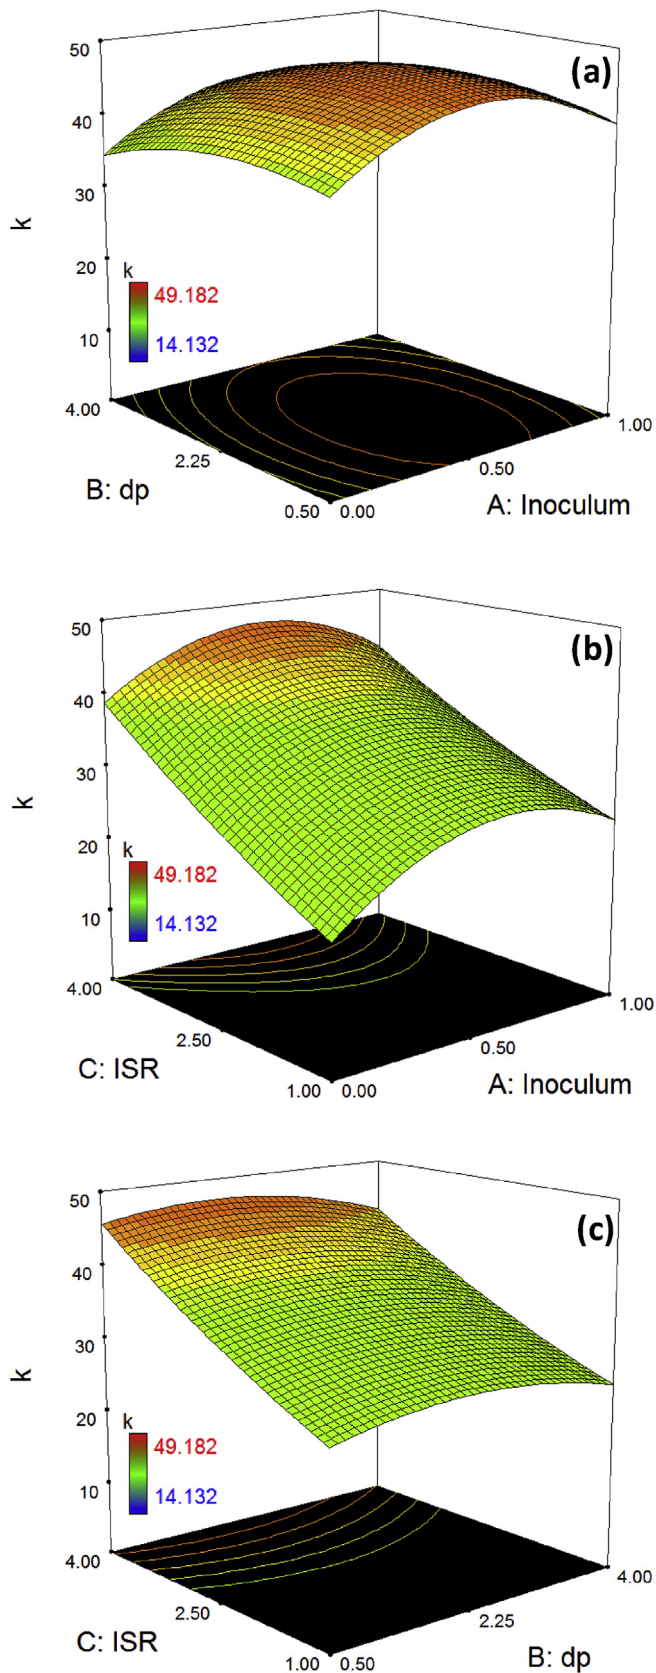 50
(a)
40
30
k
20
k
49.182
10
14.132
4.00
1.00
2.25
0.50
B: dp
0.50 0.00
A: Inoculum
50
(b)
40
30
k
20
k
49.182
10
14.132
4.00
1.00
2.50
0.50
C: ISR
1.00 0.00
A: Inoculum
50
(c)
40
30
k
20
k
49.182
10
14.132
4.00
4.00
2.50
2.25
C: ISR
1.00 0.50
B: dp